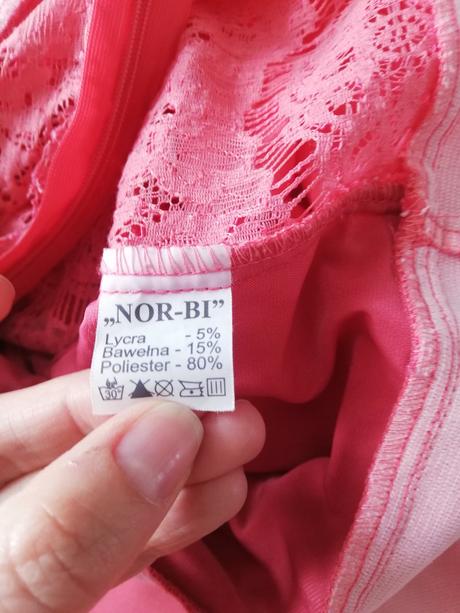 „NOR-BI”
Lycra - 5%
Bawełna - 15%
Poliester - 80%
30°